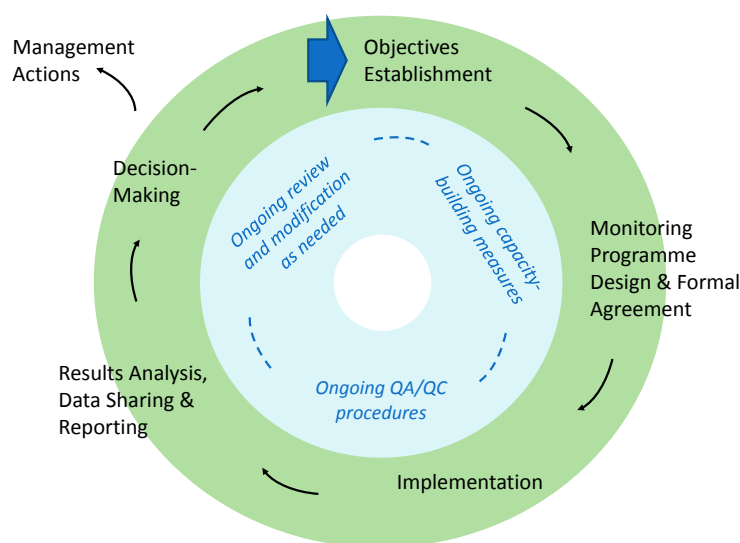 Objectives
Establishment
Monitoring
Programme
Design & Formal
Agreement
Implementation
Results Analysis,
Data Sharing &
Reporting
Decision-
Making
Management
Actions
Ongoing capacity-
building measures
Ongoing QA/QC
procedures
Ongoing review
and modification
as needed